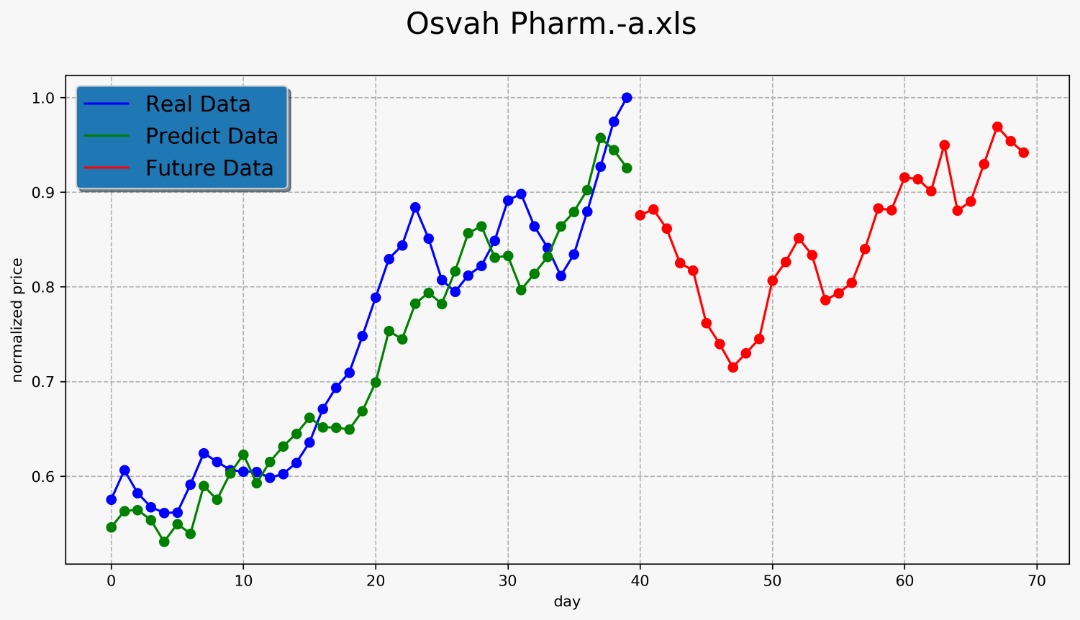 Osvah Pharm.-a.xls
Real Data
Predict Data
Future Data
1.0
0.9
0.8
0.7
0.6
normalized price
0 10 20 30 40 50 60 70
day